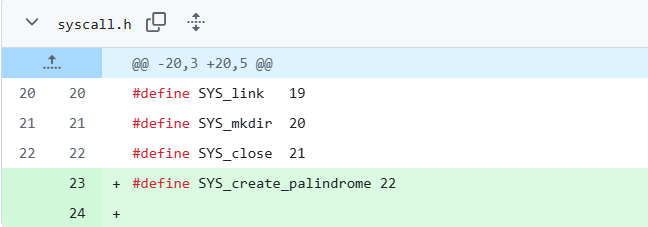 syscall.h
@@ -20,3 +20,5 @@
20 20 #define SYS_link   19
21 21 #define SYS_mkdir  20
22 22 #define SYS_close  21
23 + #define SYS_create_palindrome 22
24 +